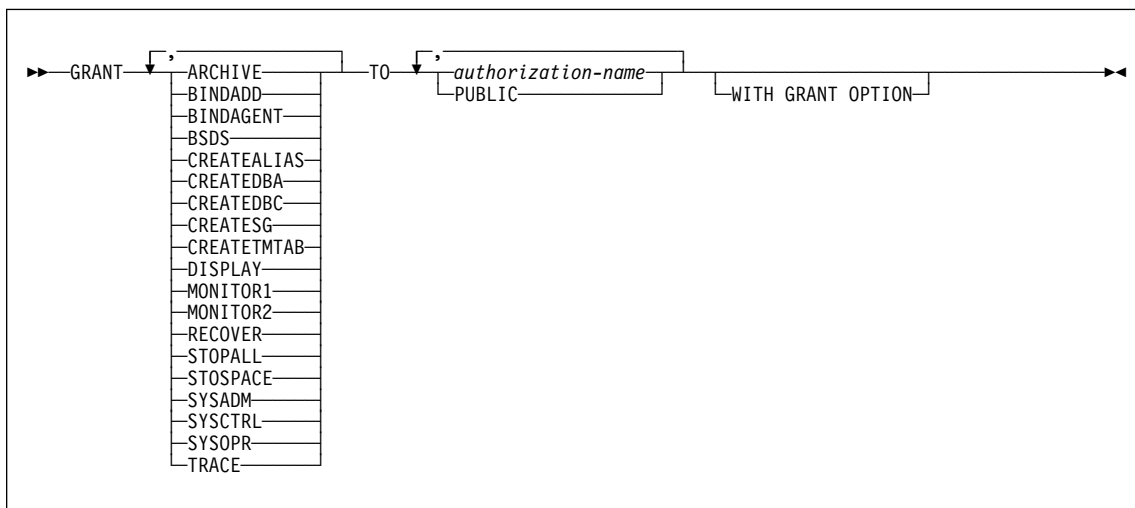 ,
,
GRANT ARCHIVE TO authorization-name
BINDADD PUBLIC WITH GRANT OPTION
BINDAGENT
BSDS
CREATEALIAS
CREATEDBA
CREATEDBC
CREATESG
CREATETMTAB
DISPLAY
MONITOR1
MONITOR2
RECOVER
STOPALL
STOSPACE
SYSADM
SYSCTRL
SYSOPR
TRACE